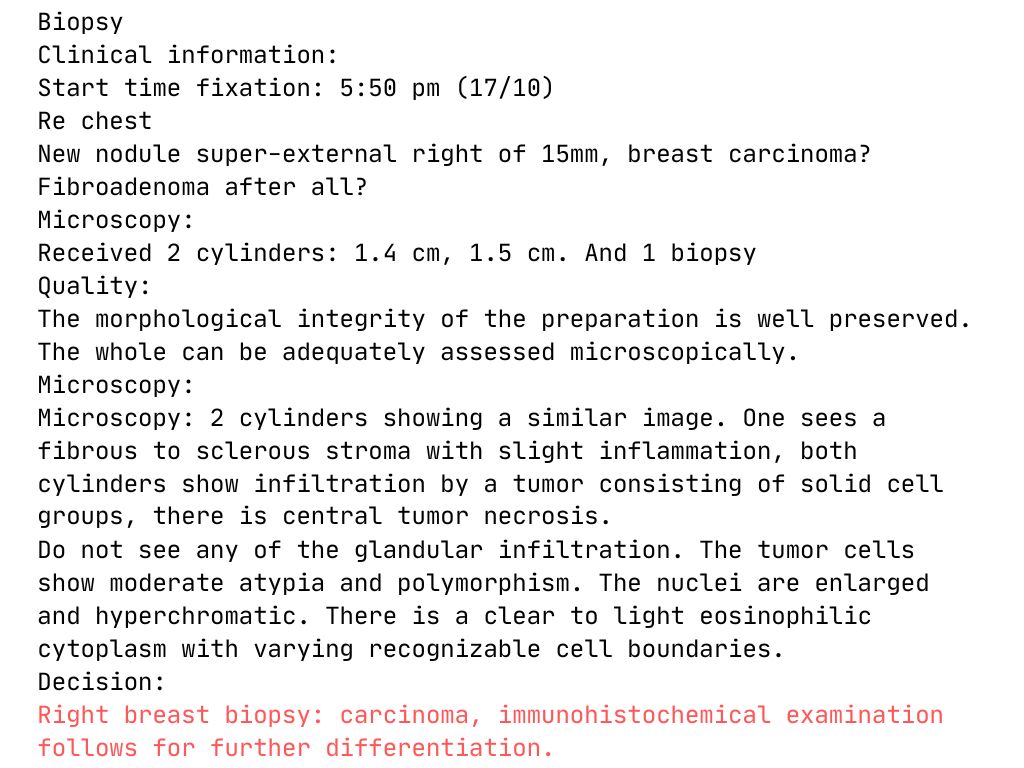 Biopsy
Clinical information:
Start time fixation: 5:50 pm (17/10)
Re chest
New nodule super-external right of 15mm, breast carcinoma?
Fibroadenoma after all?
Microscopy:
Received 2 cylinders: 1.4 cm, 1.5 cm. And 1 biopsy
Quality:
The morphological integrity of the preparation is well preserved.
The whole can be adequately assessed microscopically.
Microscopy:
Microscopy: 2 cylinders showing a similar image. One sees a
fibrous to sclerous stroma with slight inflammation, both
cylinders show infiltration by a tumor consisting of solid cell
groups, there is central tumor necrosis.
Do not see any of the glandular infiltration. The tumor cells
show moderate atypia and polymorphism. The nuclei are enlarged
and hyperchromatic. There is a clear to light eosinophilic
cytoplasm with varying recognizable cell boundaries.
Decision:
Right breast biopsy: carcinoma, immunohistochemical examination
follows for further differentiation.